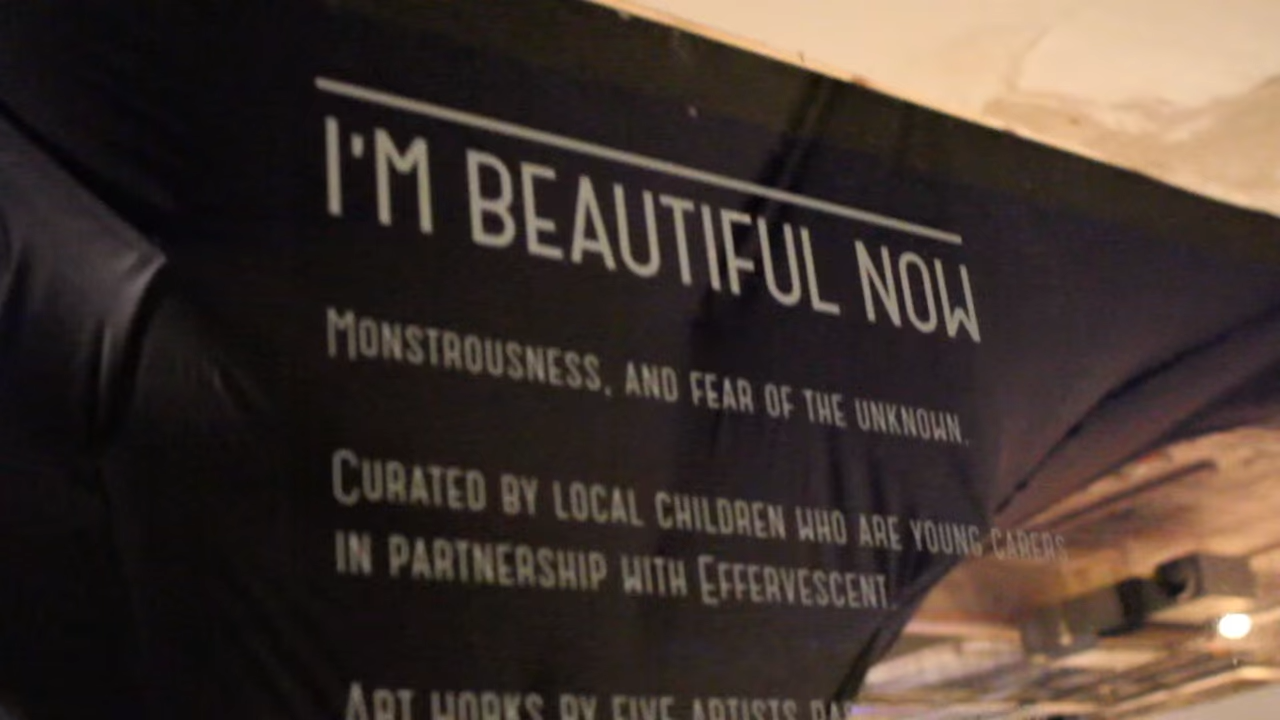 I'M BEAUTIFUL NOW
MONSTROUSNESS, AND FEAR OF THE UNKNOWN.
CURATED BY LOCAL CHILDREN WHO ARE YOUNG CARERS
IN PARTNERSHIP WITH EFFERVESCENT.
ART WORKS BY FIVE ARTISTS